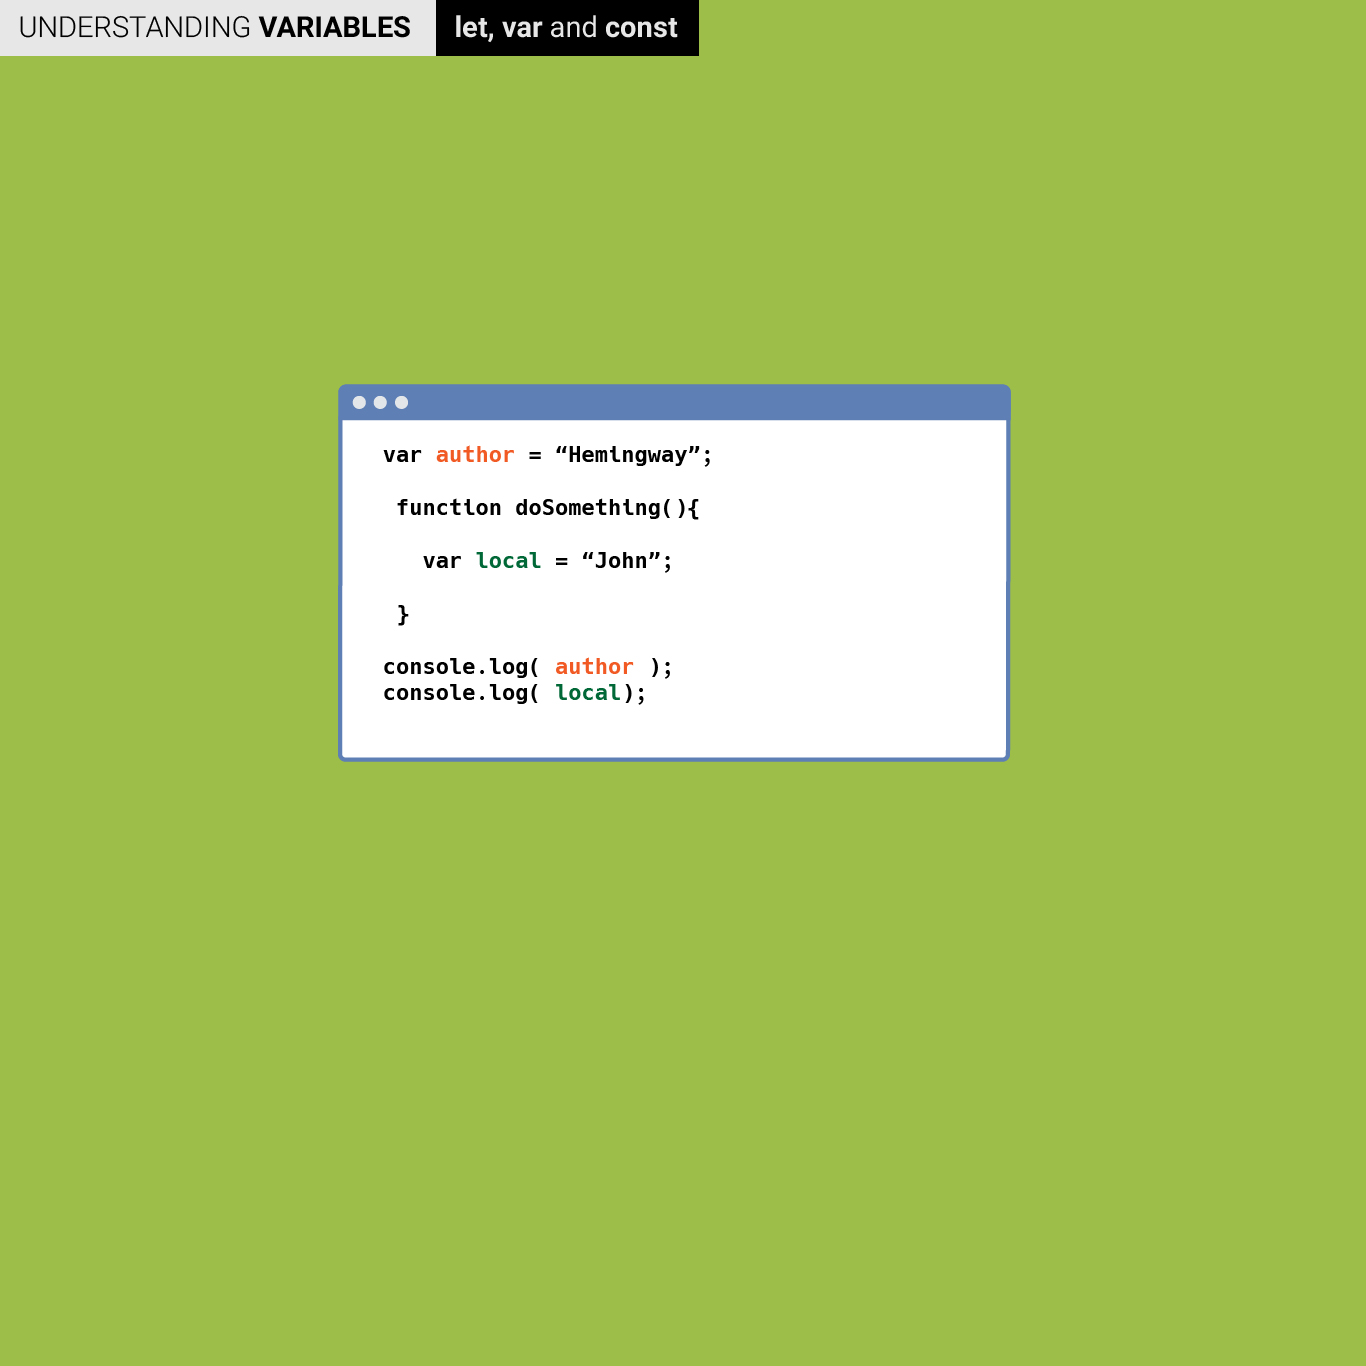 UNDERSTANDING VARIABLES let, var and const
var author = “Hemingway”;
function doSomething(){
var local = “John”;
}
console.log( author );
console.log( local);